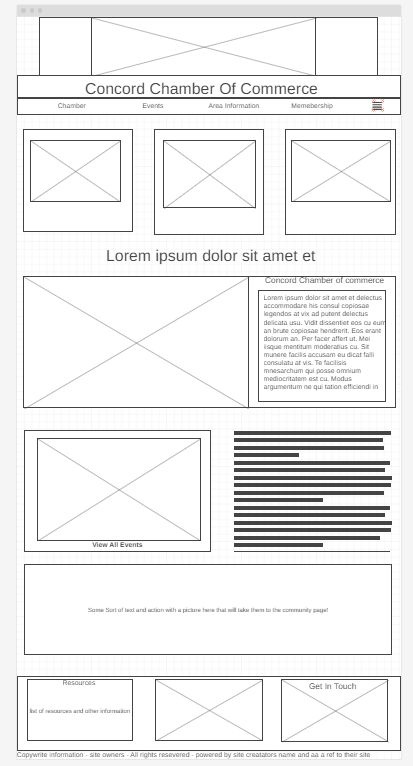 Concord Chamber Of Commerce
Chamber Events Area Information Memebership
Lorem ipsum dolor sit amet et
Concord Chamber of commerce
Lorem ipsum dolor sit amet et delectus
accommodare his consul copiosae
legendos at vix ad putent delectus
delicata usu. Vidit dissentiet eos cu eum
an brute copiosae hendrerit. Eos erant
dolorum an. Per facer affert ut. Mei
iisque mentitum moderatius cu. Sit
munere facilis accusam eu dicat falli
consulatu at vis. Te facilisis
mnesarchum qui posse omnium
mediocritatem est cu. Modus
argumentum ne qui tation efficiendi in
View All Events
Some Sort of text and action with a picture here that will take them to the community page!
Resources
list of resources and other information
Get In Touch
Copywrite information - site owners - All rights resevered - powered by site creatators name and aa a ref to their site